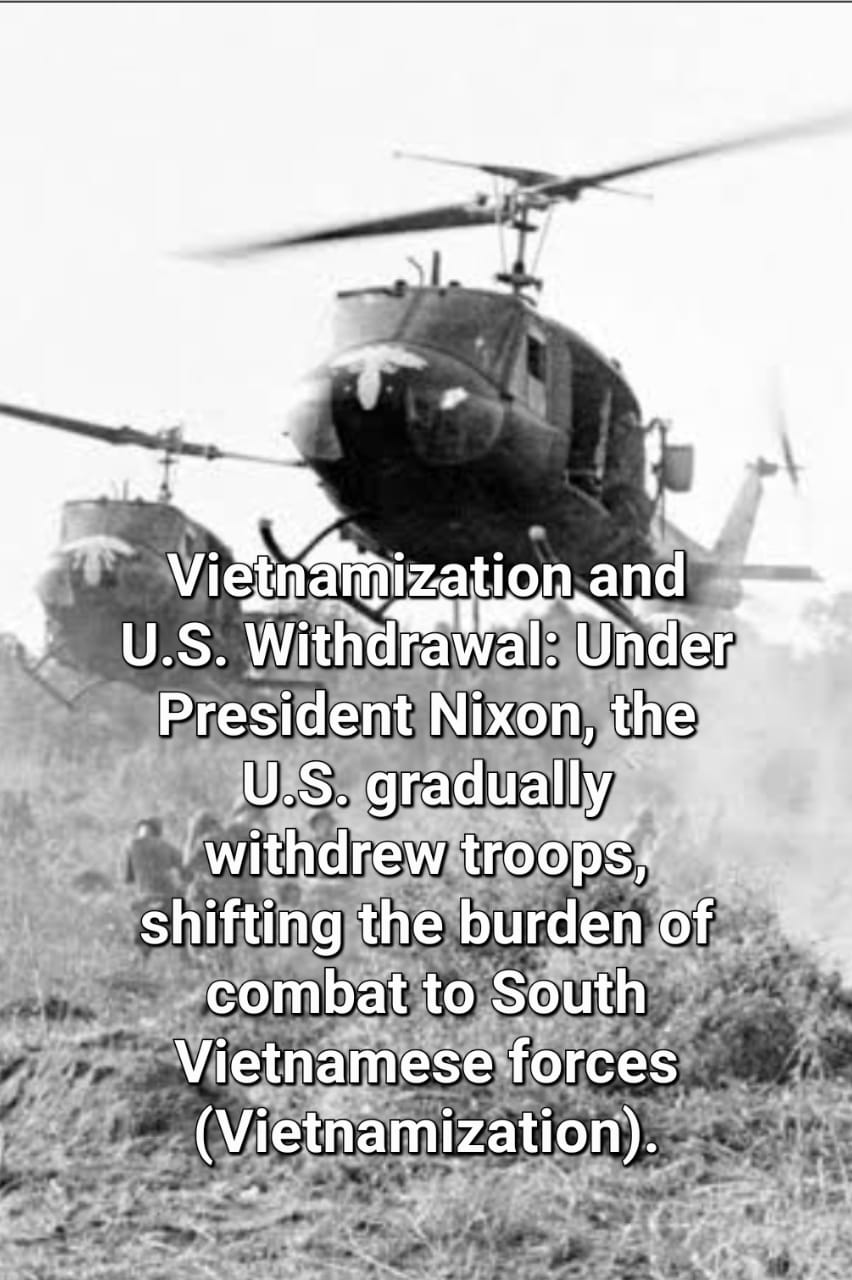 Vietnamization and
U.S. Withdrawal: Under
President Nixon, the
U.S. gradually
withdrew troops,
shifting the burden of
combat to South
Vietnamese forces
(Vietnamization).